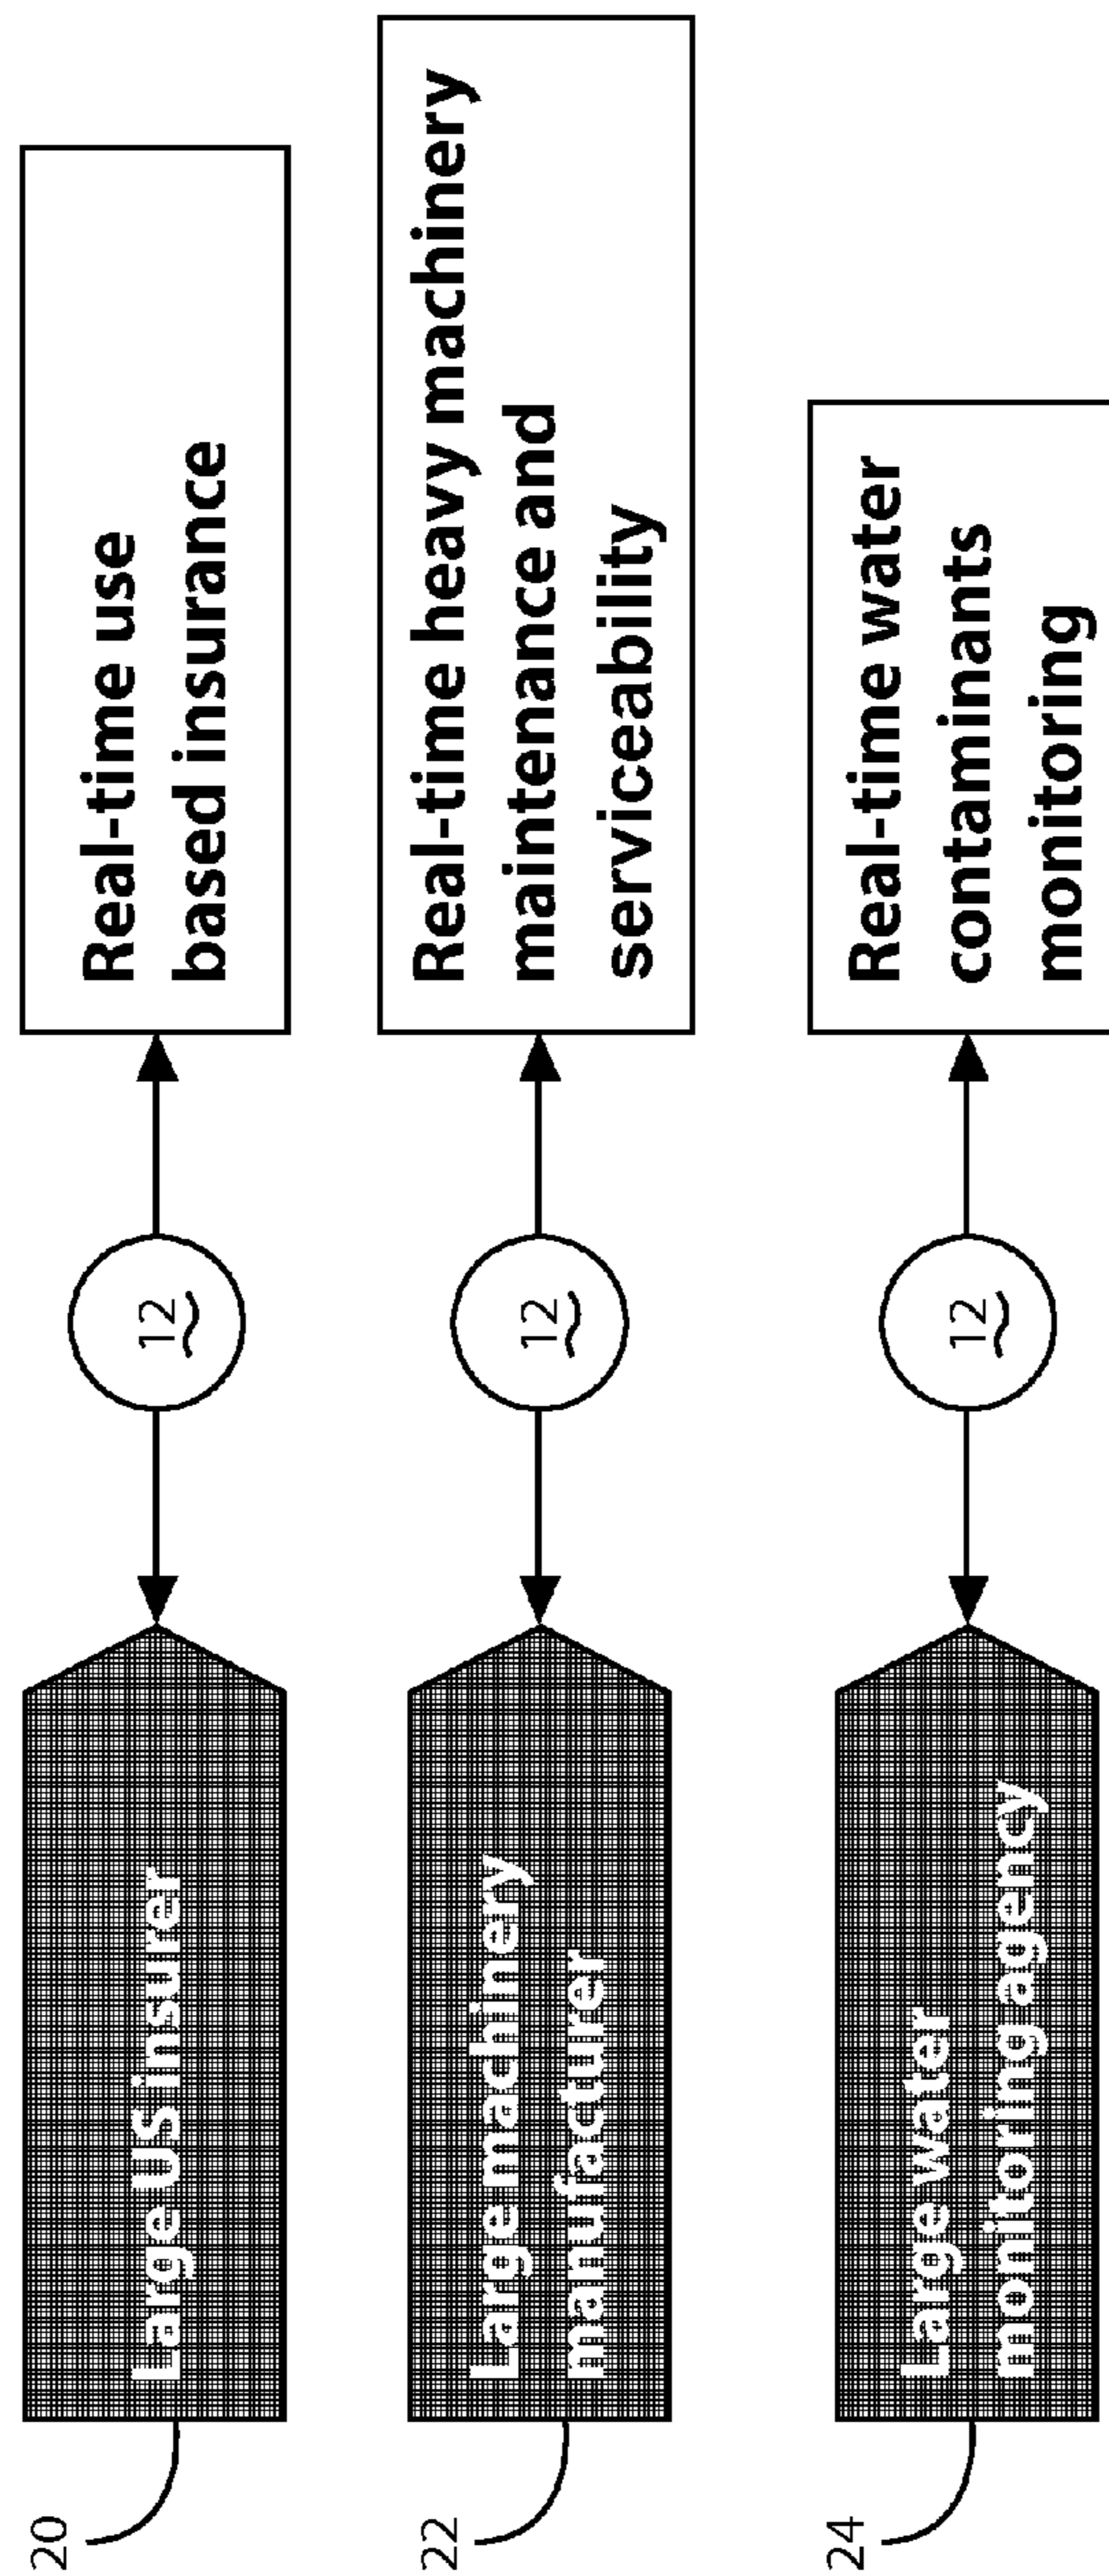 20
Large US insurer
12
Real-time use
based insurance
22
Large machinery
manufacturer
12
Real-time heavy machinery
maintenance and
serviceability
24
Large water
monitoring agency
12
Real-time water
contaminants
monitoring